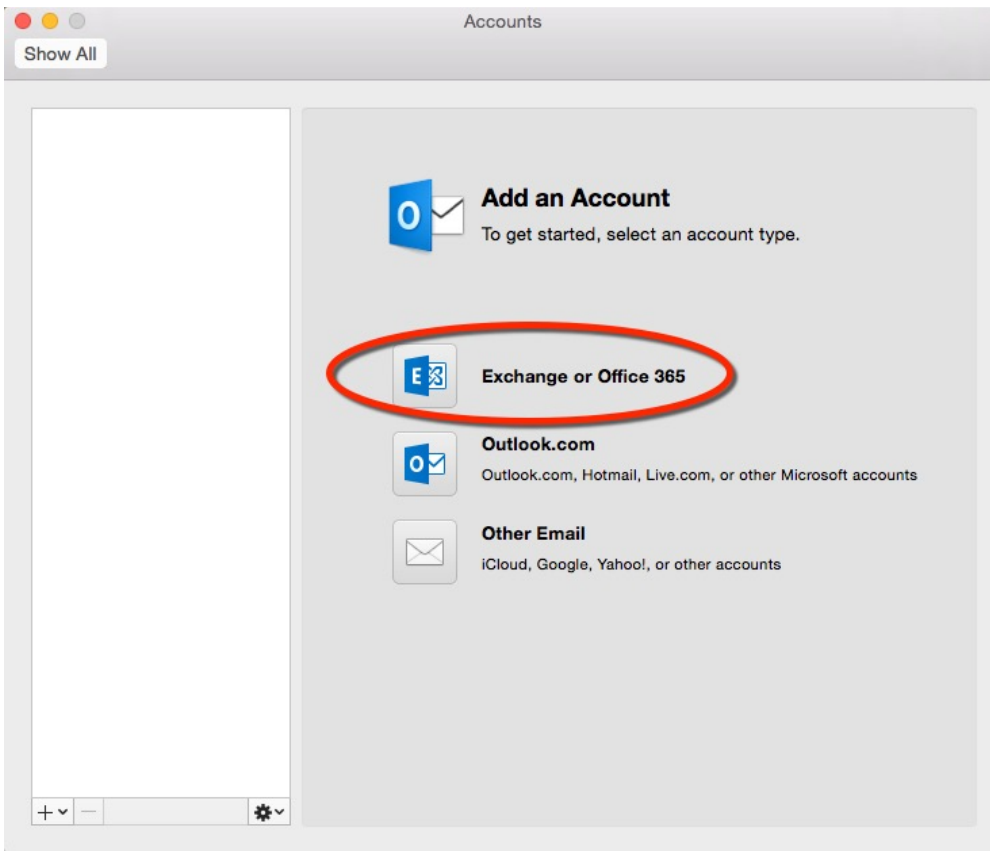 Accounts
Show All
Add an Account
To get started, select an account type.
E
Exchange or Office 365
Outlook.com
Outlook.com, Hotmail, Live.com, or other Microsoft accounts
Other Email
iCloud, Google, Yahoo!, or other accounts